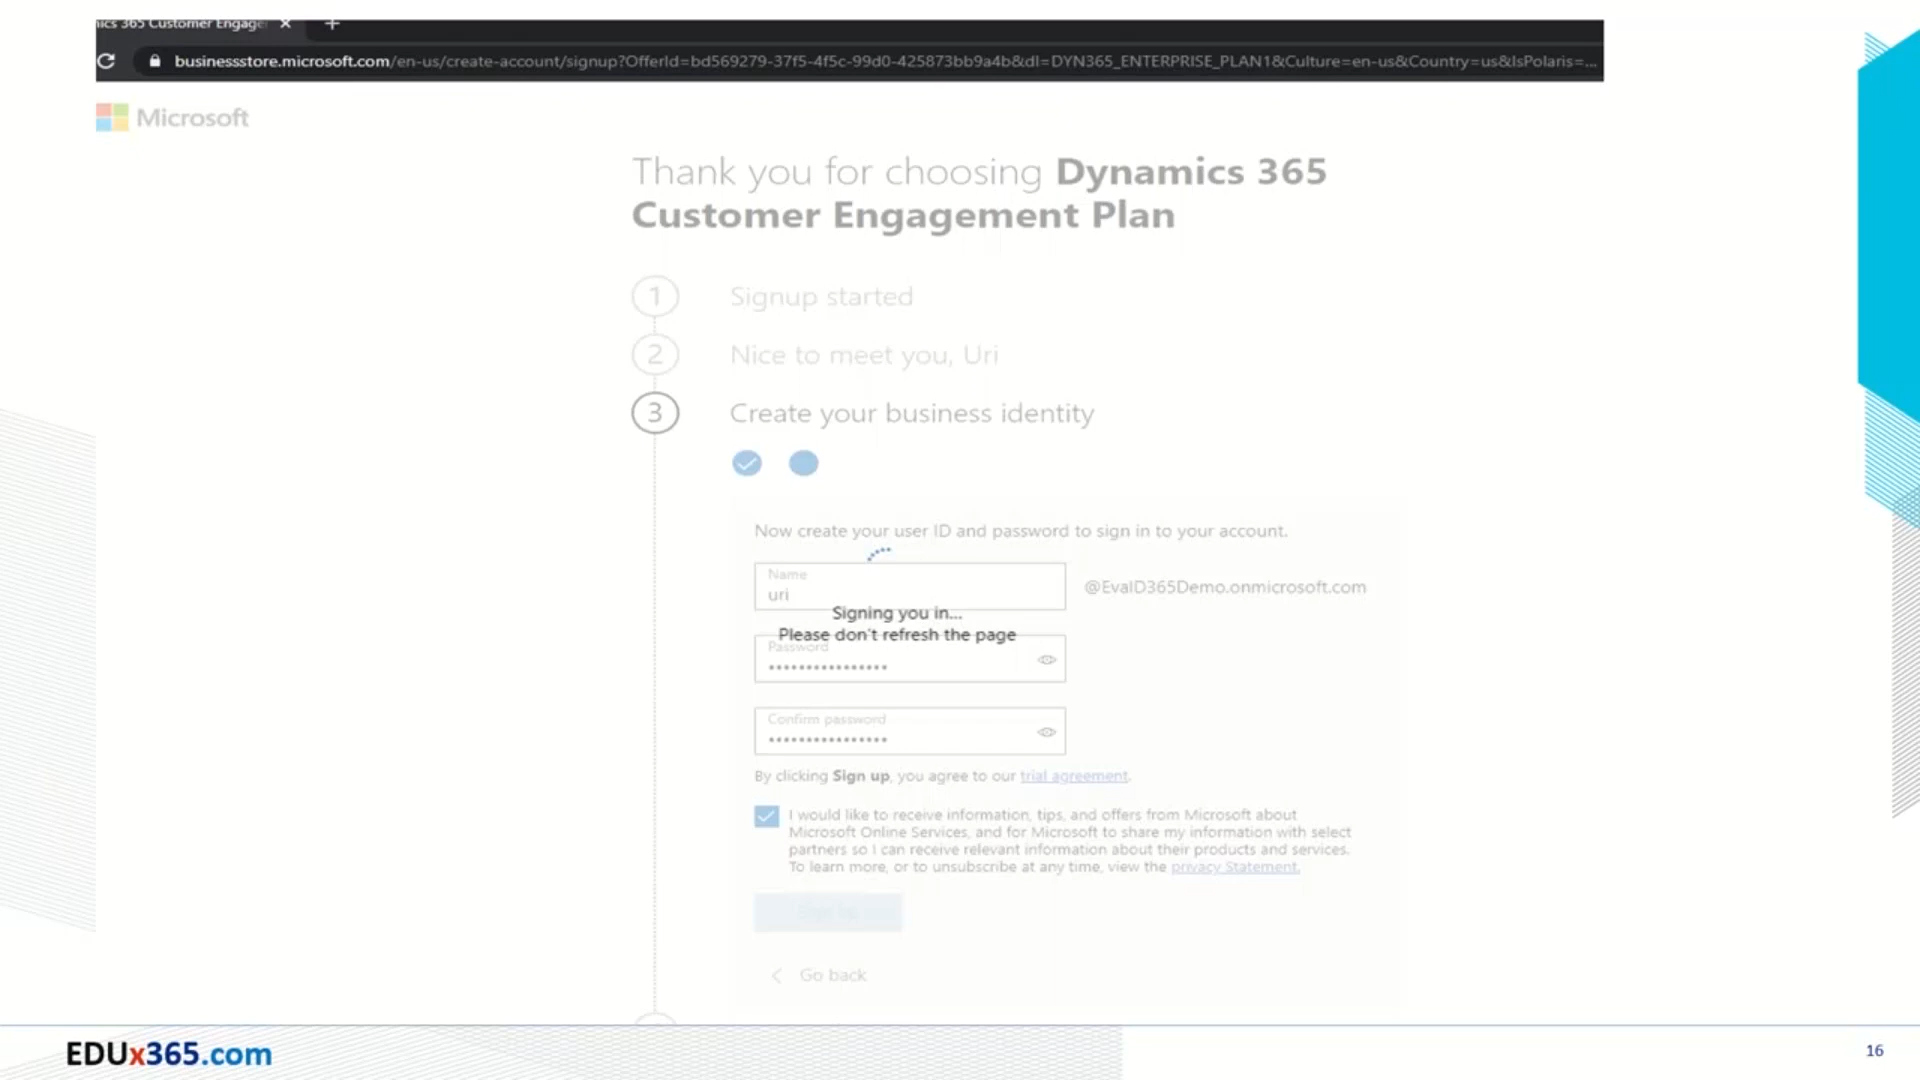 ics 365 Customer Engage
businessstore.microsoft.com/en-us/create-account/signup?OfferId=bd569279-37f5-4f5c-99d0-425873bb9a4b&dl=DYN365_ENTERPRISE_PLAN1&Culture=en-us&Country=us&IsPolaris=...
Microsoft
Thank you for choosing Dynamics 365
Customer Engagement Plan
1 Signup started
2 Nice to meet you, Uri
3 Create your business identity
Now create your user ID and password to sign in to your account.
Name
uri
@EvalD365Demo.onmicrosoft.com
Signing you in...
Please don't refresh the page
Password
••••••••••••••••
Confirm password
••••••••••••••••
By clicking Sign up, you agree to our trial agreement.
I would like to receive information, tips, and offers from Microsoft about
Microsoft Online Services, and for Microsoft to share my information with select
partners so I can receive relevant information about their products and services.
To learn more, or to unsubscribe at any time, view the privacy Statement.
Sign up
Go back
EDUx365.com
16